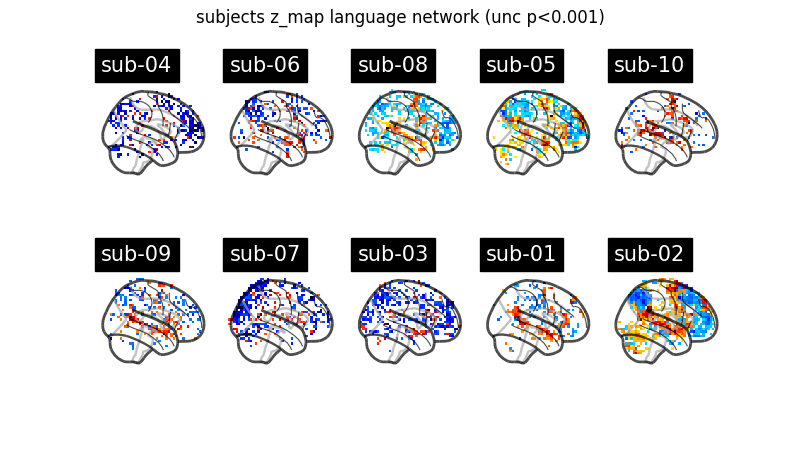 subjects z_map language network (unc p<0.001)
sub-04
sub-06
sub-08
sub-05
sub-10
sub-09
sub-07
sub-03
sub-01
sub-02